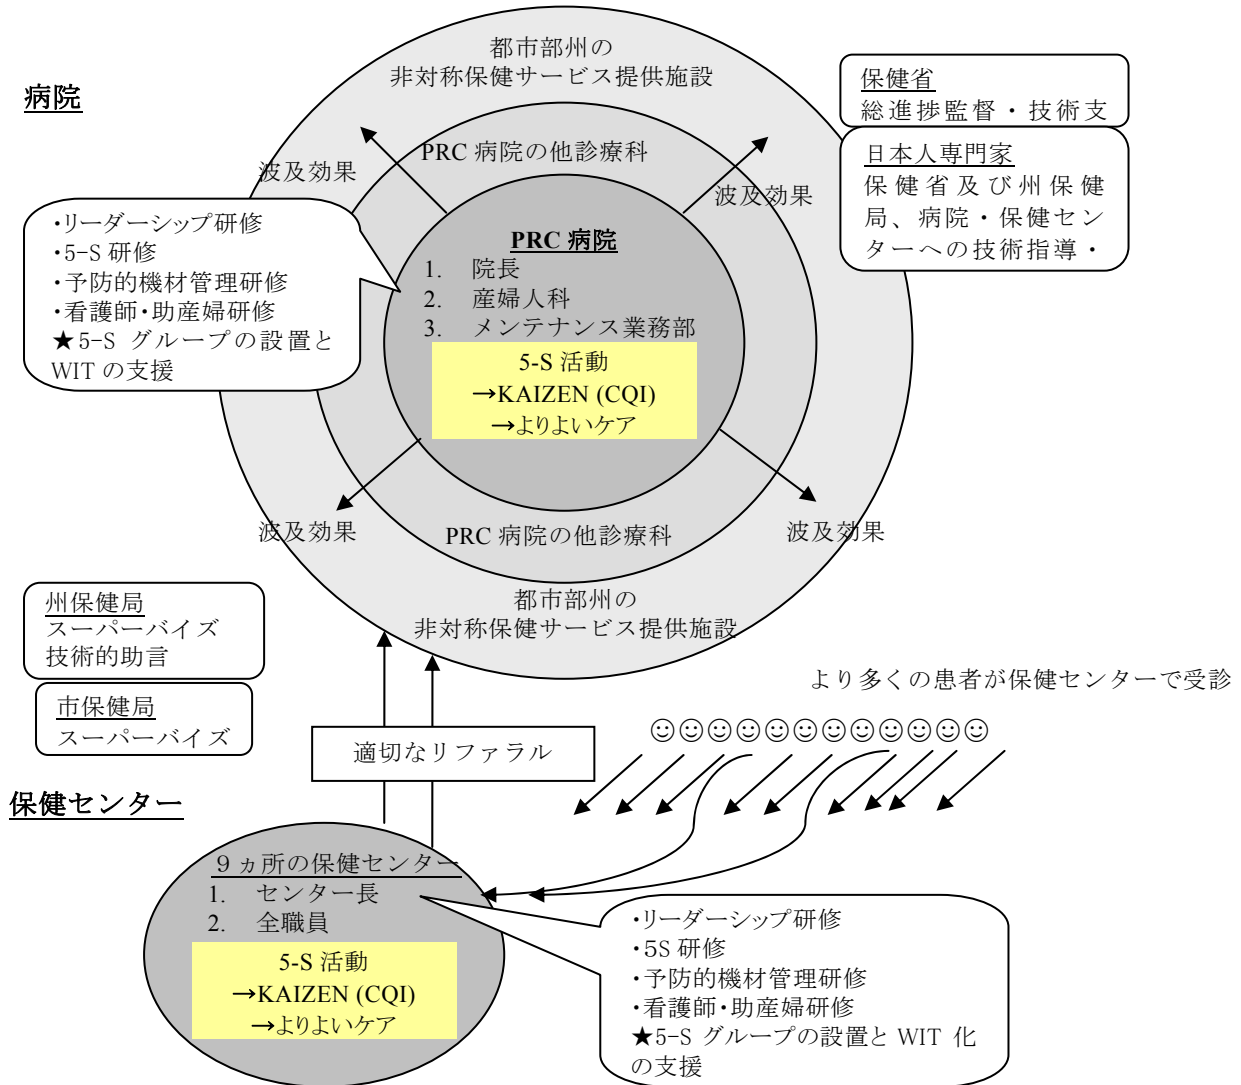 都市部州の
非対称保健サービス提供施設
病院
保健省
総進捗監督・技術支
日本人専門家
保健省及び州保健
局、病院・保健セン
ターへの技術指導・
PRC 病院の他診療科
波及効果
波及効果
・リーダーシップ研修
・5-S 研修
・予防的機材管理研修
・看護師・助産婦研修
★5-S グループの設置と
WIT の支援
PRC 病院
1. 院長
2. 産婦人科
3. メンテナンス業務部
5-S 活動
→KAIZEN (CQI)
→よりよいケア
波及効果
PRC 病院の他診療科
波及効果
都市部州の
非対称保健サービス提供施設
州保健局
スーパーバイズ
技術的助言
市保健局
スーパーバイズ
適切なリファラル
より多くの患者が保健センターで受診
☺☺☺☺☺☺☺☺☺☺☺☺
保健センター
９ヵ所の保健センター
1. センター長
2. 全職員
5-S 活動
→KAIZEN (CQI)
→よりよいケア
・リーダーシップ研修
・5S 研修
・予防的機材管理研修
・看護師・助産婦研修
★5-S グループの設置と WIT 化
の支援